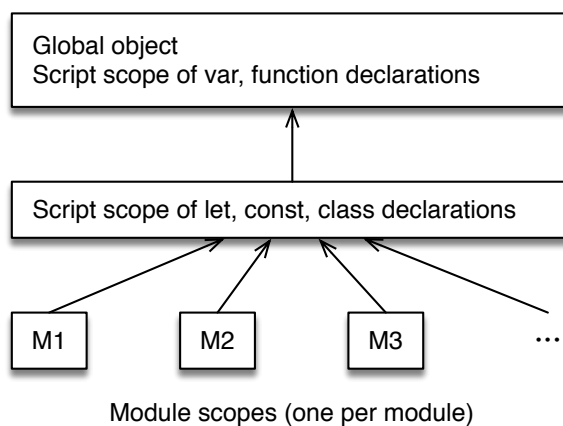 Global object
Script scope of var, function declarations
Script scope of let, const, class declarations
M1 M2 M3 ...
Module scopes (one per module)